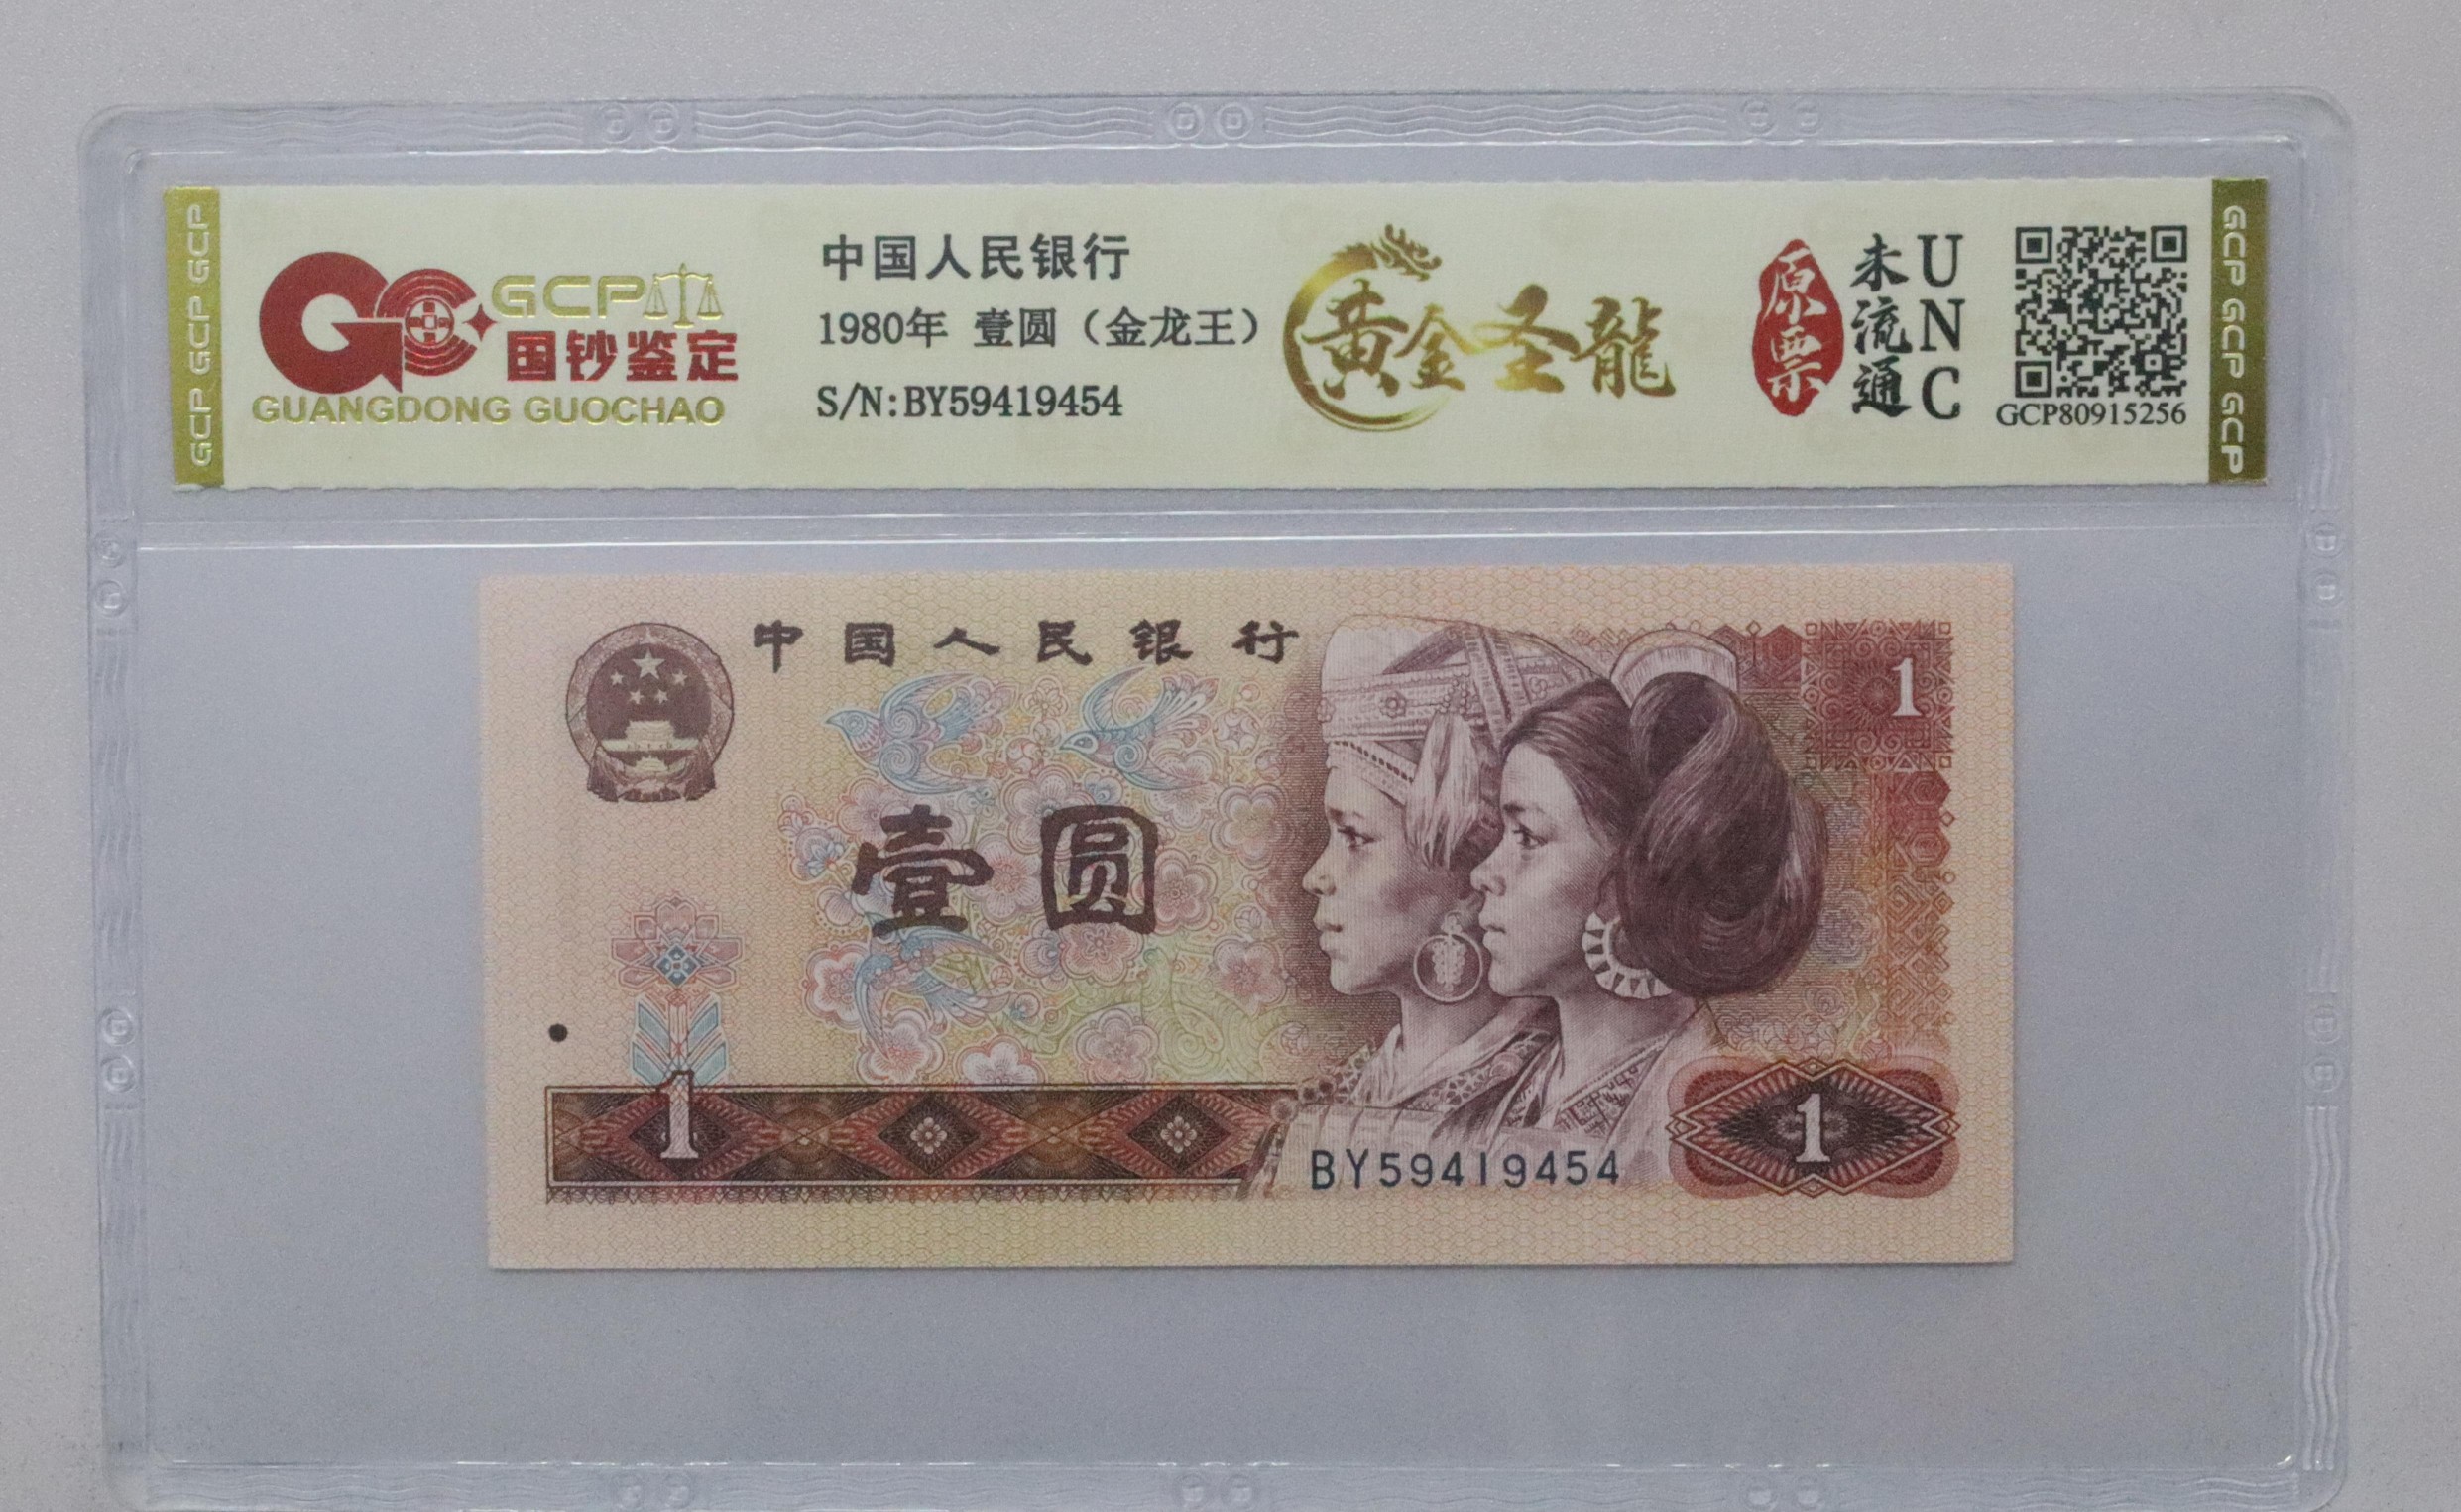 GCP GCP GCP
GCP
国钞鉴定
GUANGDONG GUOCHAO
中国人民银行
1980年 壹圆（金龙王）
S/N:BY59419454
黄金圣龍
原票
未流通
UNC
GCP80915256
GCP GCP GCP
中国人民银行
1
壹圆
1
BY59419454
1